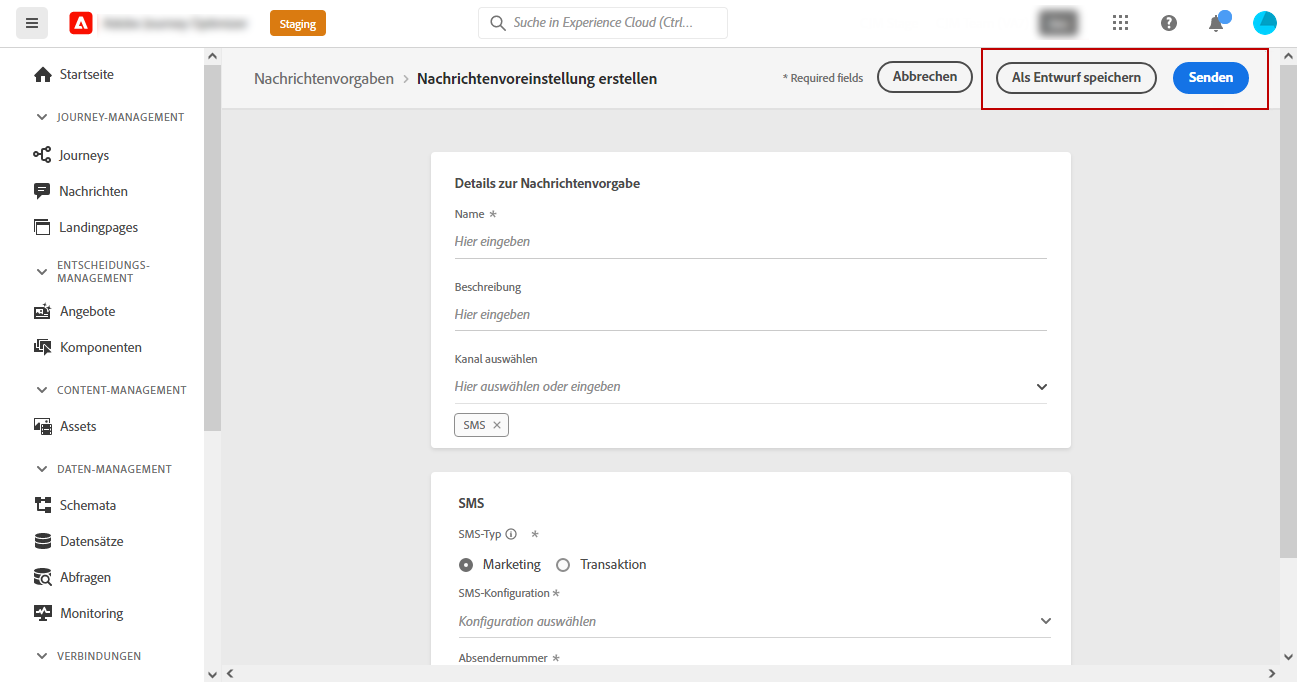 Staging
Suche in Experience Cloud (Ctrl...
Startseite
JOURNEY-MANAGEMENT
Journeys
Nachrichten
Landingpages
ENTSCHEIDUNGS-
MANAGEMENT
Angebote
Komponenten
CONTENT-MANAGEMENT
Assets
DATEN-MANAGEMENT
Schemata
Datensätze
Abfragen
Monitoring
VERBINDUNGEN
Nachrichtenvorgaben > Nachrichtenvoreinstellung erstellen
* Required fields
Abbrechen
Als Entwurf speichern
Senden
Details zur Nachrichtenvorgabe
Name *
Hier eingeben
Beschreibung
Hier eingeben
Kanal auswählen
Hier auswählen oder eingeben
SMS ×
SMS
SMS-Typ *
Marketing Transaktion
SMS-Konfiguration *
Konfiguration auswählen
Absendernummer *